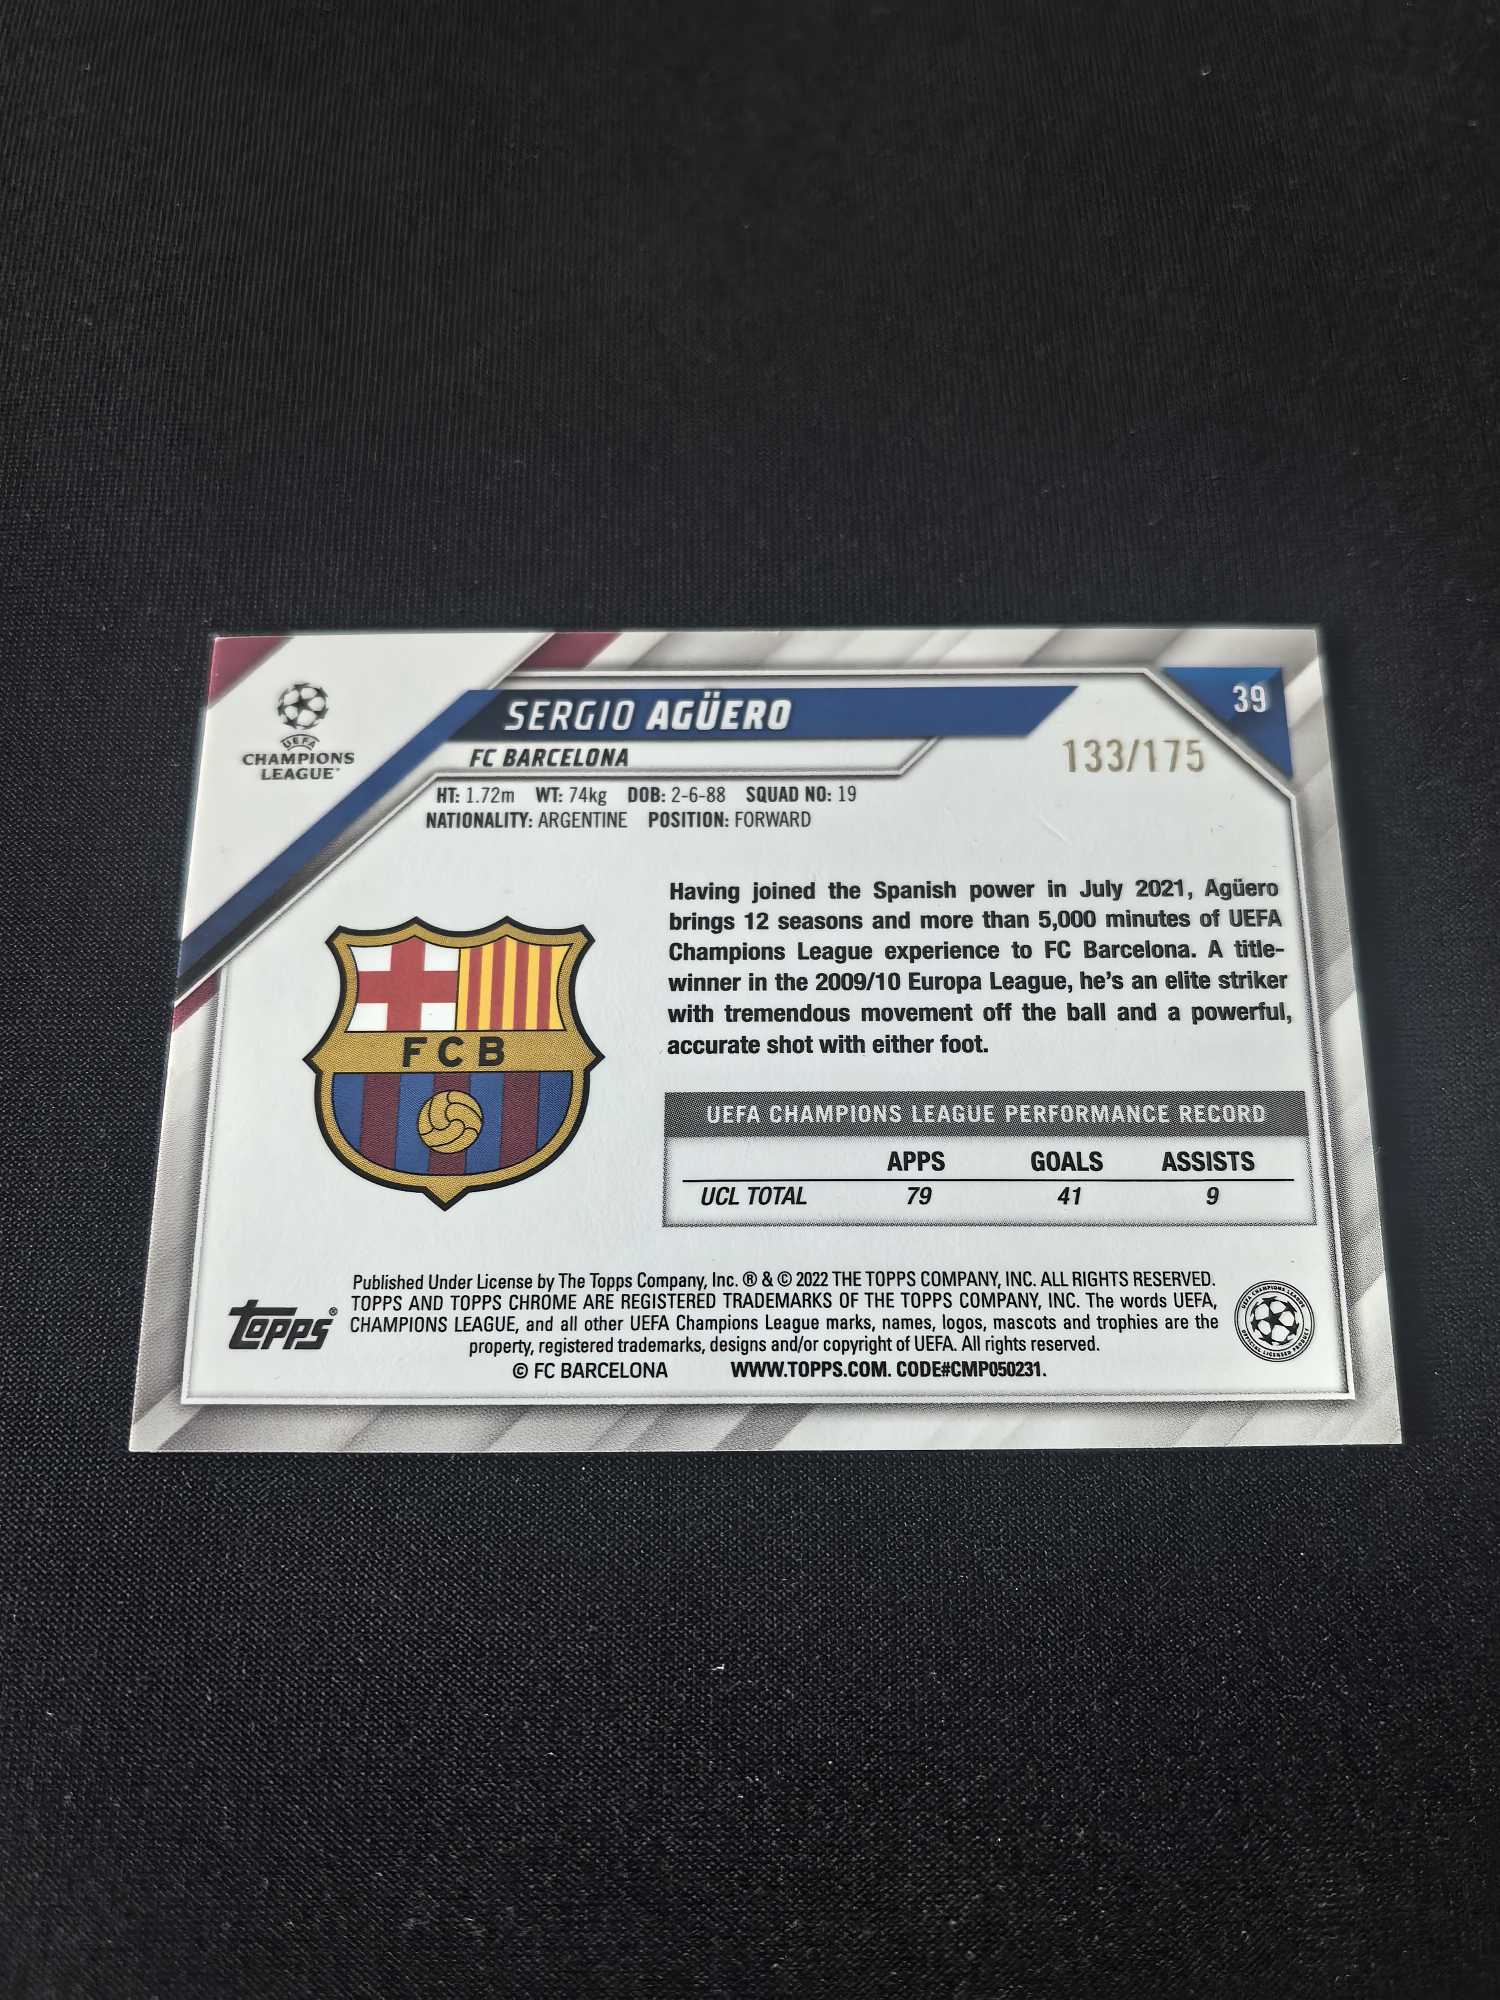 SERGIO AGÜERO
39
133/175
FC BARCELONA
UEFA
CHAMPIONS
LEAGUE
HT: 1.72m WT: 74kg DOB: 2-6-88 SQUAD NO: 19
NATIONALITY: ARGENTINE POSITION: FORWARD
Having joined the Spanish power in July 2021, Agüero
brings 12 seasons and more than 5,000 minutes of UEFA
Champions League experience to FC Barcelona. A title-
winner in the 2009/10 Europa League, he's an elite striker
with tremendous movement off the ball and a powerful,
accurate shot with either foot.
FCB
UEFA CHAMPIONS LEAGUE PERFORMANCE RECORD
APPS GOALS ASSISTS
UCL TOTAL 79 41 9
Topps®
Published Under License by The Topps Company, Inc. ® & © 2022 THE TOPPS COMPANY, INC. ALL RIGHTS RESERVED.
TOPPS AND TOPPS CHROME ARE REGISTERED TRADEMARKS OF THE TOPPS COMPANY, INC. The words UEFA,
CHAMPIONS LEAGUE, and all other UEFA Champions League marks, names, logos, mascots and trophies are the
property, registered trademarks, designs and/or copyright of UEFA. All rights reserved.
© FC BARCELONA WWW.TOPPS.COM. CODE#CMP050231.
UEFA CHAMPIONS LEAGUE
OFFICIAL LICENSED PRODUCT